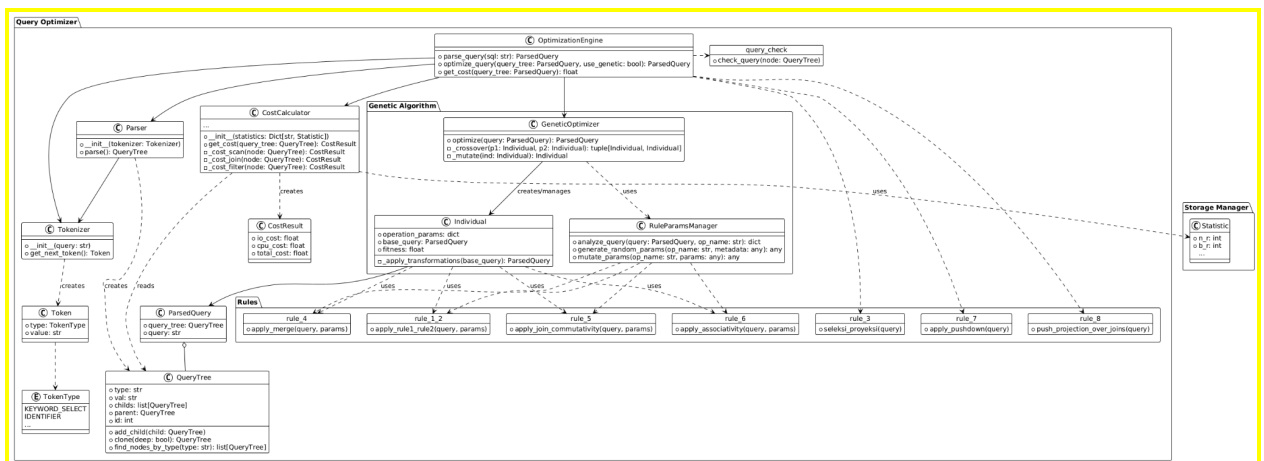 Query Optimizer
C OptimizationEngine
parse_query(sql: str): ParsedQuery
optimize_query(query_tree: ParsedQuery, use_genetic: bool): ParsedQuery
get_cost(query_tree: ParsedQuery): float
query_check
check_query(node: QueryTree)
C Parser
__init__(tokenizer: Tokenizer)
parse(): QueryTree
C CostCalculator
...
__init__(statistics: Dict[str, Statistic])
get_cost(query_tree: QueryTree): CostResult
_cost_scan(node: QueryTree): CostResult
_cost_join(node: QueryTree): CostResult
_cost_filter(node: QueryTree): CostResult
Genetic Algorithm
C GeneticOptimizer
optimize(query: ParsedQuery): ParsedQuery
_crossover(p1: Individual, p2: Individual): tuple[Individual, Individual]
_mutate(ind: Individual): Individual
creates
creates/manages
uses
uses
C Tokenizer
__init__(query: str)
get_next_token(): Token
C CostResult
io_cost: float
cpu_cost: float
total_cost: float
C Individual
operation_params: dict
base_query: ParsedQuery
fitness: float
_apply_transformations(base_query): ParsedQuery
C RuleParamsManager
analyze_query(query: ParsedQuery, op_name: str): dict
generate_random_params(op_name: str, metadata: any): any
mutate_params(op_name: str, params: any): any
Storage Manager
C Statistic
n_r: int
b_r: int
...
creates
creates
reads
uses
uses
uses
uses
C Token
type: TokenType
value: str
C ParsedQuery
query_tree: QueryTree
query: str
Rules
rule_4
apply_merge(query, params)
rule_1_2
apply_rule1_rule2(query, params)
rule_5
apply_join_commutativity(query, params)
rule_6
apply_associativity(query, params)
rule_3
seleksi_proyeksi(query)
rule_7
apply_pushdown(query)
rule_8
push_projection_over_joins(query)
E TokenType
KEYWORD_SELECT
IDENTIFIER
...
C QueryTree
type: str
val: str
childs: list[QueryTree]
parent: QueryTree
id: int
add_child(child: QueryTree)
clone(deep: bool): QueryTree
find_nodes_by_type(type: str): list[QueryTree]